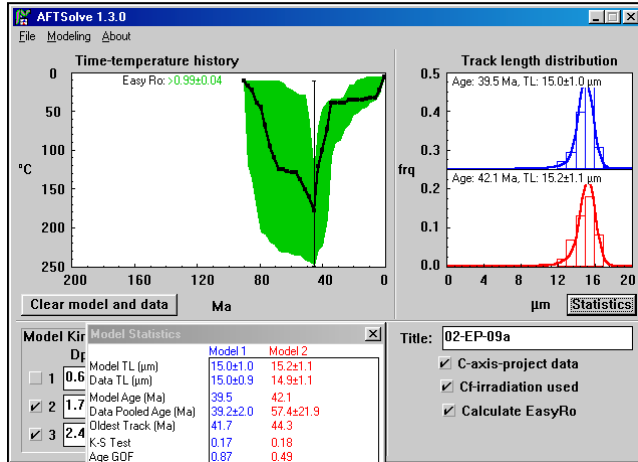 AFTSolve 1.3.0
File Modeling About
Time-temperature history
Easy Ro: >0.99±0.04
0
50
100
150
200
250
°C
200 160 120 80 40 0
Ma
Clear model and data
Track length distribution
0.5
0.4
0.3
0.2
0.1
0.0
frq
Age: 39.5 Ma, TL: 15.0±1.0 µm
Age: 42.1 Ma, TL: 15.2±1.1 µm
0 4 8 12 16 20
µm
Statistics
Model Kin
Dp
1 0.6
2 1.7
3 2.4
Model Statistics
Model 1 Model 2
Model TL (µm) 15.0±1.0 15.2±1.1
Data TL (µm) 15.0±0.9 14.9±1.1
Model Age (Ma) 39.5 42.1
Data Pooled Age (Ma) 39.2±2.0 57.4±21.9
Oldest Track (Ma) 41.7 44.3
K-S Test 0.17 0.18
Age GOF 0.87 0.49
Title: 02-EP-09a
C-axis-project data
Cf-irradiation used
Calculate EasyRo